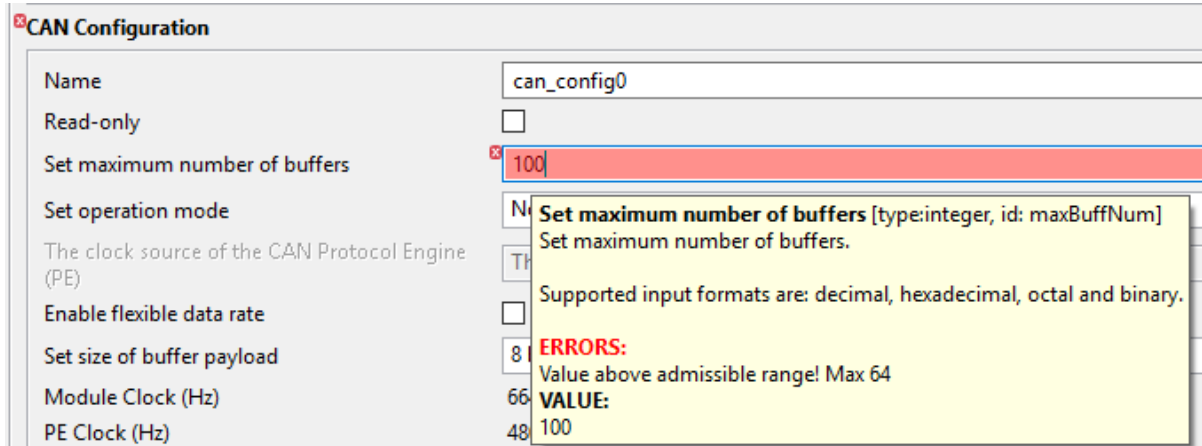 CAN Configuration
Name
can_config0
Read-only
Set maximum number of buffers
100
Set operation mode
Set maximum number of buffers [type:integer, id: maxBuffNum]
Set maximum number of buffers.
The clock source of the CAN Protocol Engine
(PE)
Supported input formats are: decimal, hexadecimal, octal and binary.
Enable flexible data rate
ERRORS:
Set size of buffer payload
8
Value above admissible range! Max 64
Module Clock (Hz)
VALUE:
PE Clock (Hz)
100